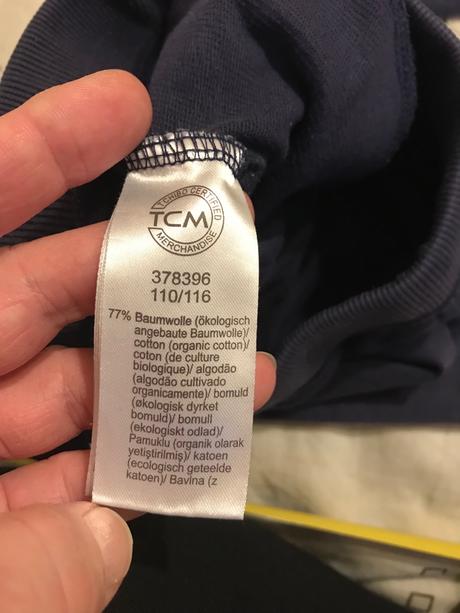 TCHIBO CERTIFIED
TCM
MERCHANDISE
378396
110/116
77% Baumwolle (ökologisch
angebaute Baumwolle)/
cotton (organic cotton)/
coton (de culture
biologique)/ algodão
(algodão cultivado
organicamente)/ bomuld
(økologisk dyrket
bomuld)/ bomull
(ekologiskt odlad)/
Pamuklu (organik olarak
yetiştirilmiş)/ katoen
(ecologisch geteelde
katoen)/ Bavlna (z